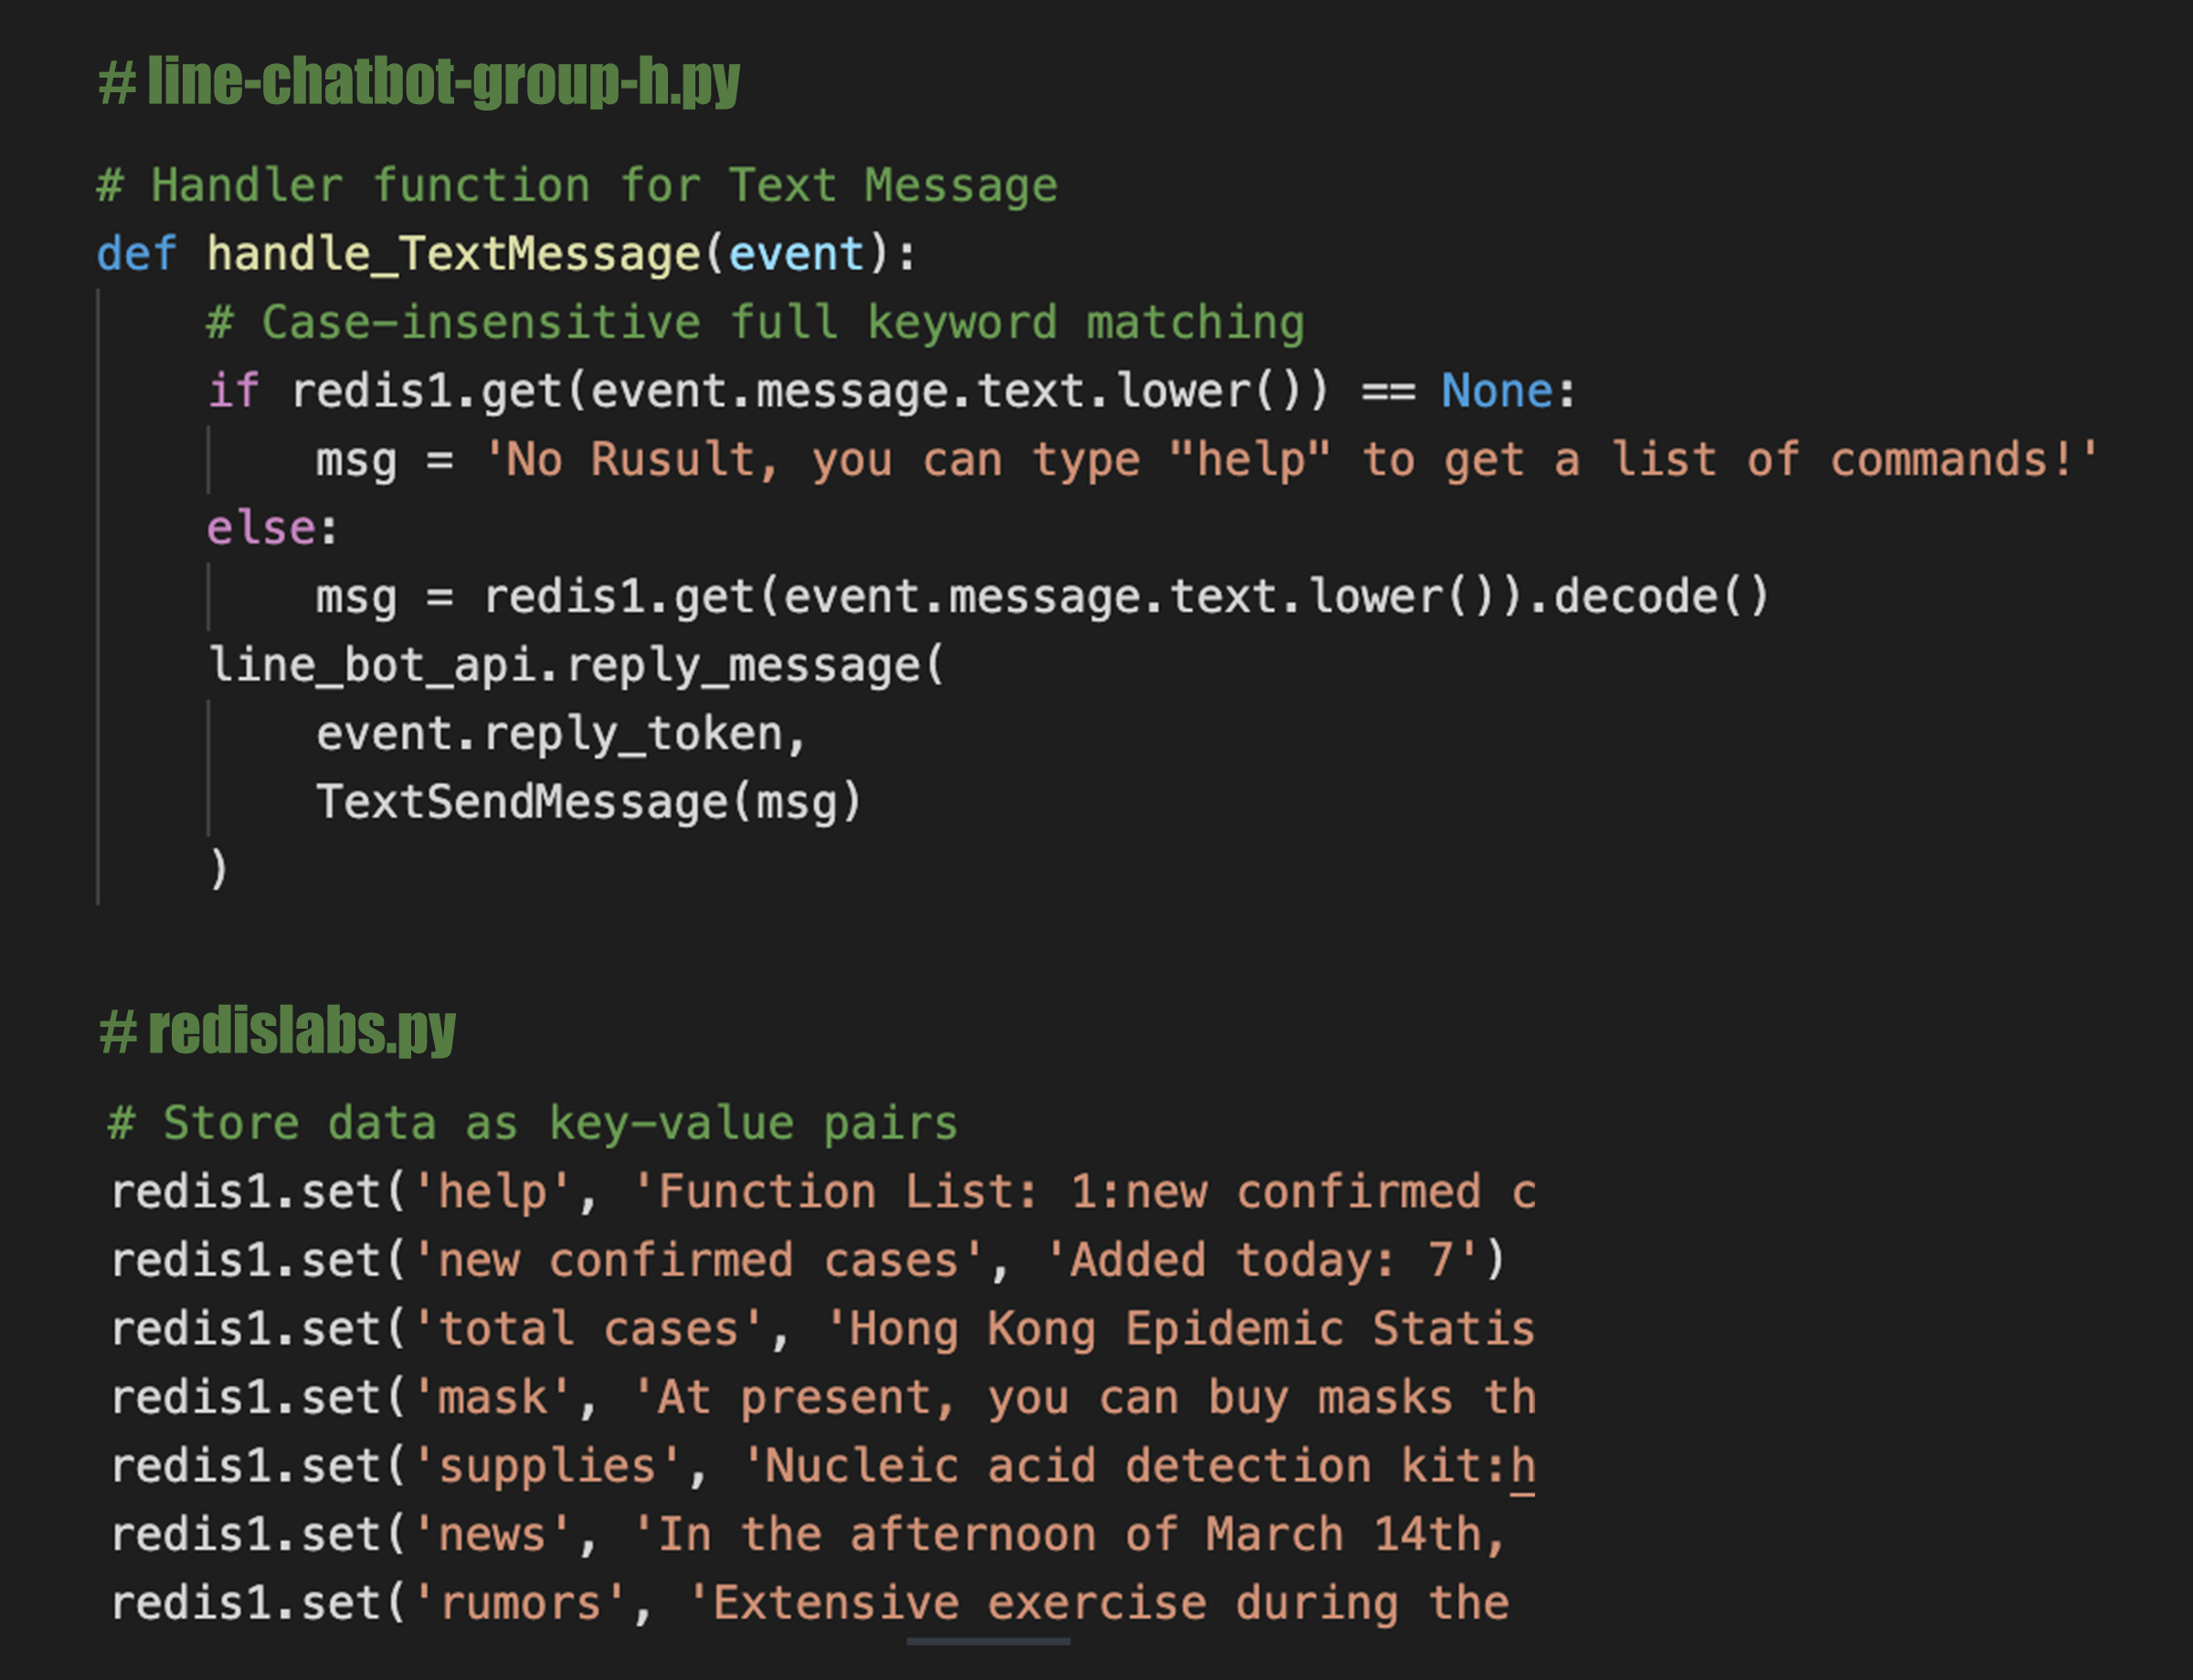 # line-chatbot-group-h.py
# Handler function for Text Message
def handle_TextMessage(event):
    # Case-insensitive full keyword matching
    if redis1.get(event.message.text.lower()) == None:
        msg = 'No Rusult, you can type "help" to get a list of commands!'
    else:
        msg = redis1.get(event.message.text.lower()).decode()
    line_bot_api.reply_message(
        event.reply_token,
        TextSendMessage(msg)
    )
# redislabs.py
# Store data as key-value pairs
redis1.set('help', 'Function List: 1:new confirmed c
redis1.set('new confirmed cases', 'Added today: 7')
redis1.set('total cases', 'Hong Kong Epidemic Statis
redis1.set('mask', 'At present, you can buy masks th
redis1.set('supplies', 'Nucleic acid detection kit:h
redis1.set('news', 'In the afternoon of March 14th,
redis1.set('rumors', 'Extensive exercise during the